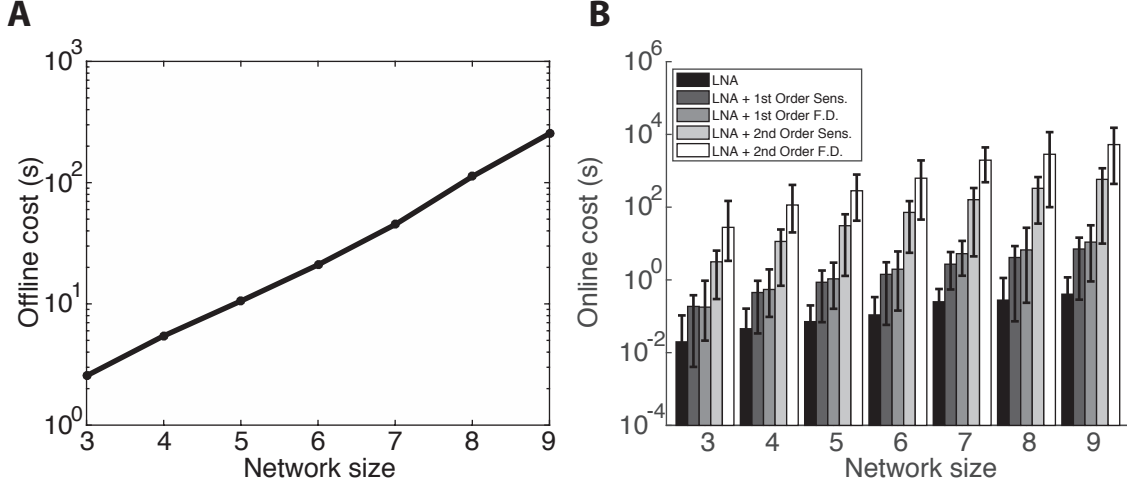 A
Offline cost (s)
10^3
10^2
10^1
10^0
3 4 5 6 7 8 9
Network size
B
Online cost (s)
10^6
10^4
10^2
10^0
10^-2
10^-4
LNA
LNA + 1st Order Sens.
LNA + 1st Order F.D.
LNA + 2nd Order Sens.
LNA + 2nd Order F.D.
3 4 5 6 7 8 9
Network size